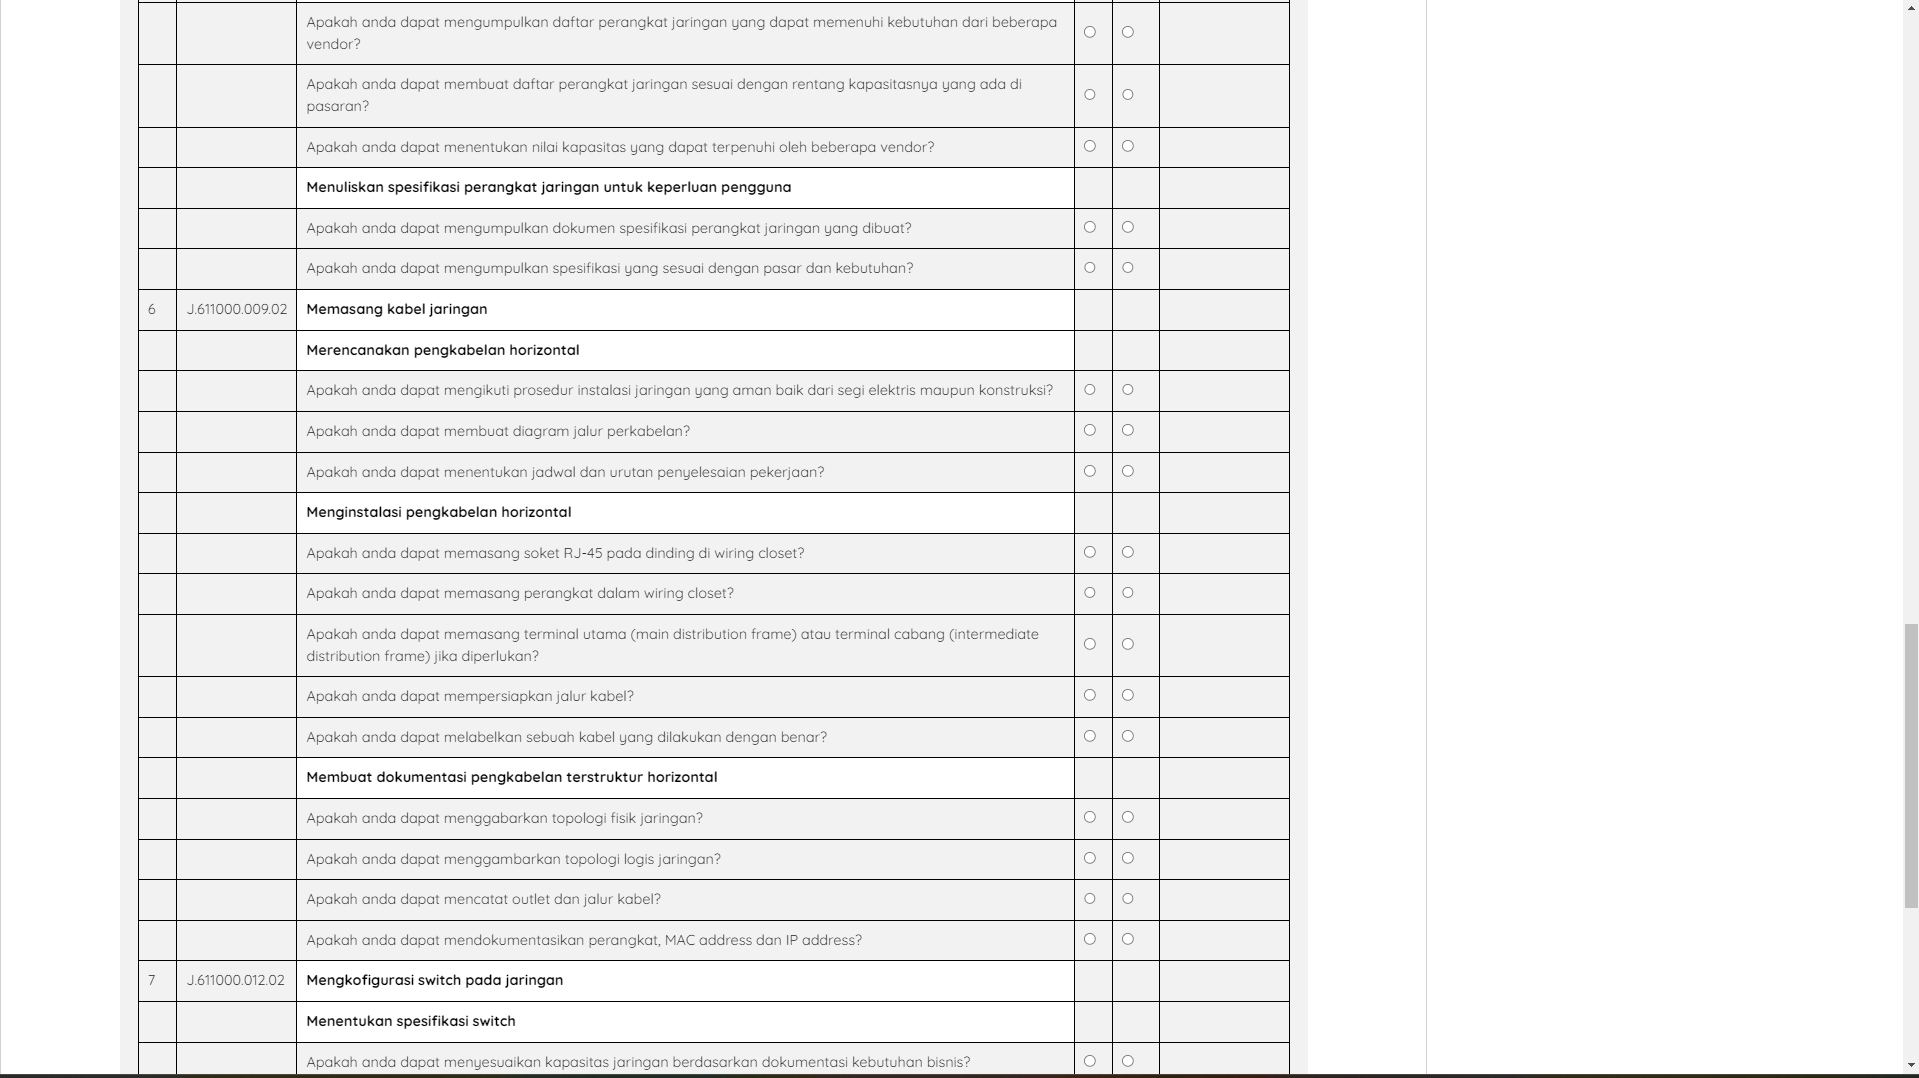 Apakah anda dapat mengumpulkan daftar perangkat jaringan yang dapat memenuhi kebutuhan dari beberapa
vendor?
Apakah anda dapat membuat daftar perangkat jaringan sesuai dengan rentang kapasitasnya yang ada di
pasaran?
Apakah anda dapat menentukan nilai kapasitas yang dapat terpenuhi oleh beberapa vendor?
Menuliskan spesifikasi perangkat jaringan untuk keperluan pengguna
Apakah anda dapat mengumpulkan dokumen spesifikasi perangkat jaringan yang dibuat?
Apakah anda dapat mengumpulkan spesifikasi yang sesuai dengan pasar dan kebutuhan?
6 J.611000.009.02 Memasang kabel jaringan
Merencanakan pengkabelan horizontal
Apakah anda dapat mengikuti prosedur instalasi jaringan yang aman baik dari segi elektris maupun konstruksi?
Apakah anda dapat membuat diagram jalur perkabelan?
Apakah anda dapat menentukan jadwal dan urutan penyelesaian pekerjaan?
Menginstalasi pengkabelan horizontal
Apakah anda dapat memasang soket RJ-45 pada dinding di wiring closet?
Apakah anda dapat memasang perangkat dalam wiring closet?
Apakah anda dapat memasang terminal utama (main distribution frame) atau terminal cabang (intermediate
distribution frame) jika diperlukan?
Apakah anda dapat mempersiapkan jalur kabel?
Apakah anda dapat melabelkan sebuah kabel yang dilakukan dengan benar?
Membuat dokumentasi pengkabelan terstruktur horizontal
Apakah anda dapat menggabarkan topologi fisik jaringan?
Apakah anda dapat menggambarkan topologi logis jaringan?
Apakah anda dapat mencatat outlet dan jalur kabel?
Apakah anda dapat mendokumentasikan perangkat, MAC address dan IP address?
7 J.611000.012.02 Mengkofigurasi switch pada jaringan
Menentukan spesifikasi switch
Apakah anda dapat menyesuaikan kapasitas jaringan berdasarkan dokumentasi kebutuhan bisnis?